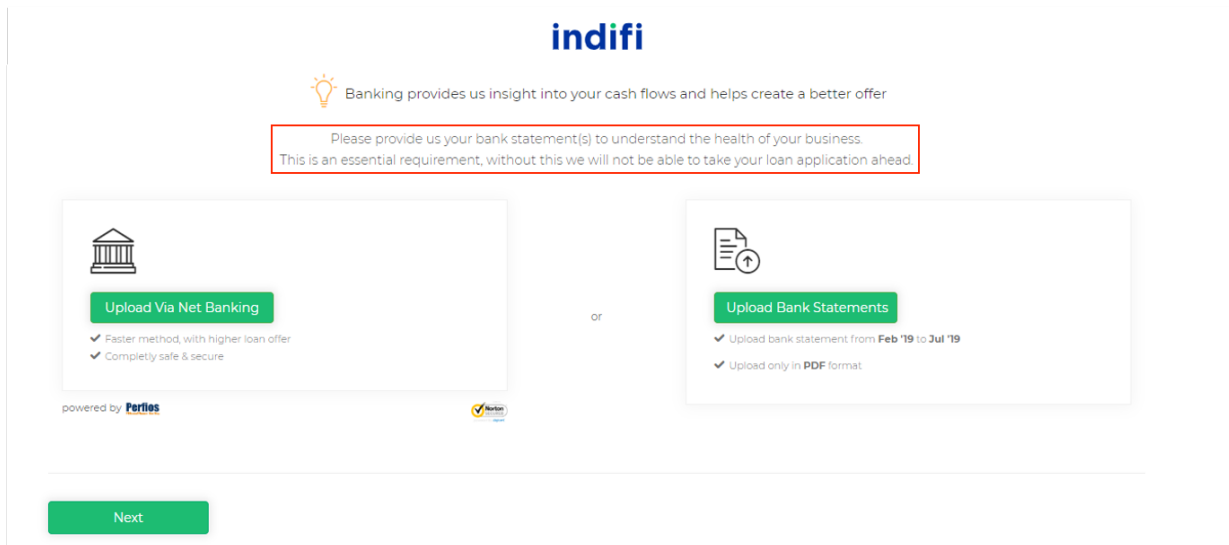 indifi
Banking provides us insight into your cash flows and helps create a better offer
Please provide us your bank statement(s) to understand the health of your business.
This is an essential requirement, without this we will not be able to take your loan application ahead.
Upload Via Net Banking
Faster method, with higher loan offer
Completly safe & secure
powered by Perfios
Norton
or
Upload Bank Statements
Upload bank statement from Feb '19 to Jul '19
Upload only in PDF format
Next